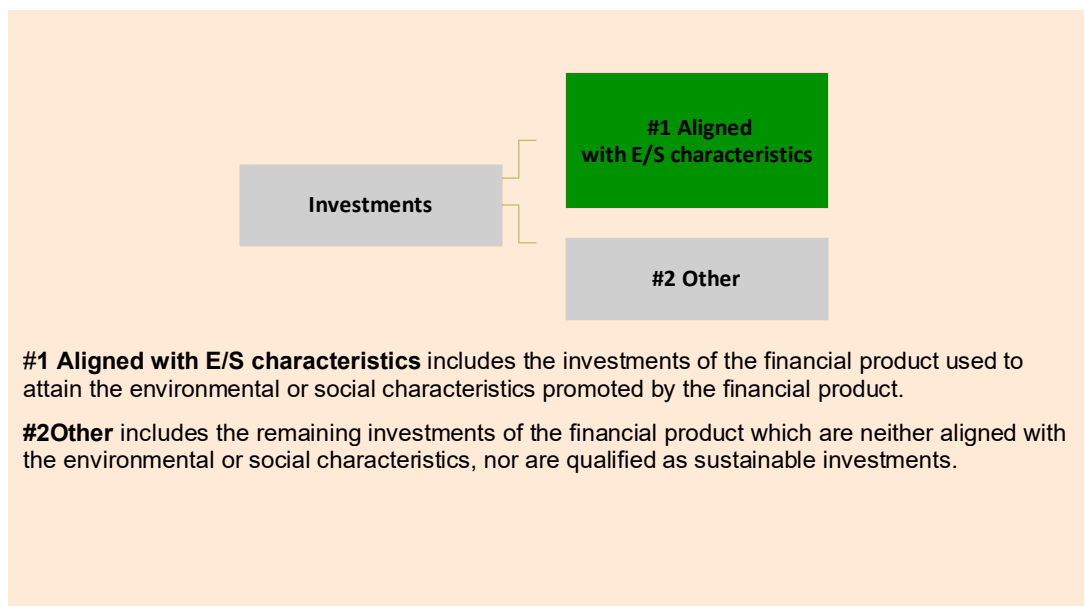 #1 Aligned
with E/S characteristics
Investments
#2 Other
#1 Aligned with E/S characteristics includes the investments of the financial product used to
attain the environmental or social characteristics promoted by the financial product.
#2Other includes the remaining investments of the financial product which are neither aligned with
the environmental or social characteristics, nor are qualified as sustainable investments.